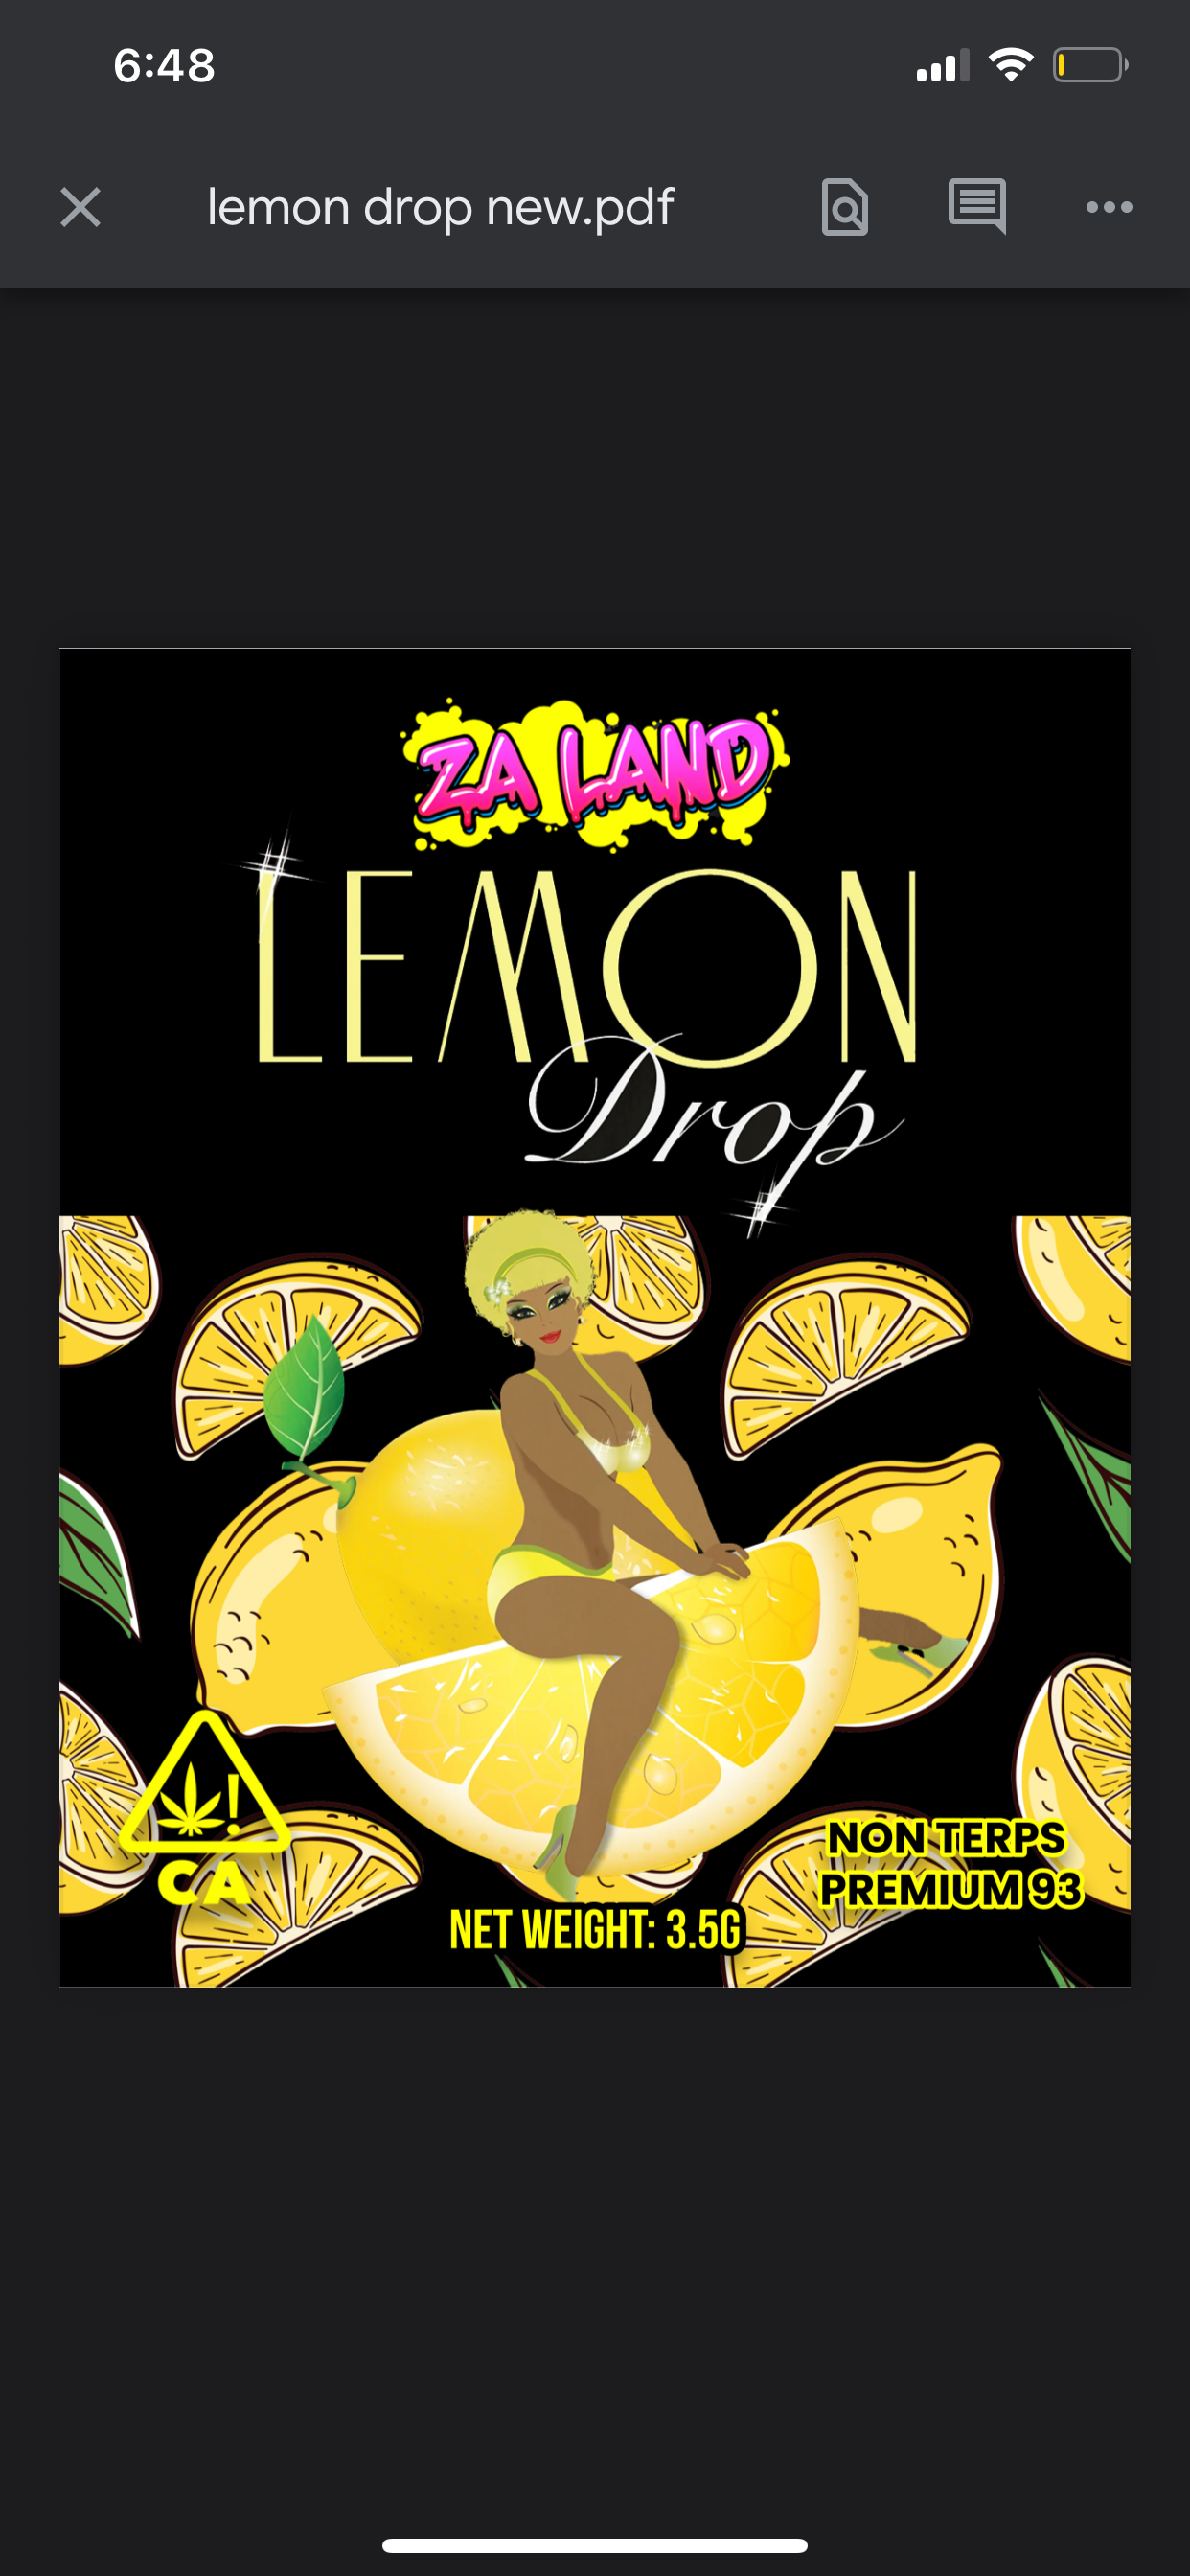 6:48
lemon drop new.pdf
ZA LAND
LEMON
Drop
!
CA
NON TERPS
PREMIUM 93
NET WEIGHT: 3.5G